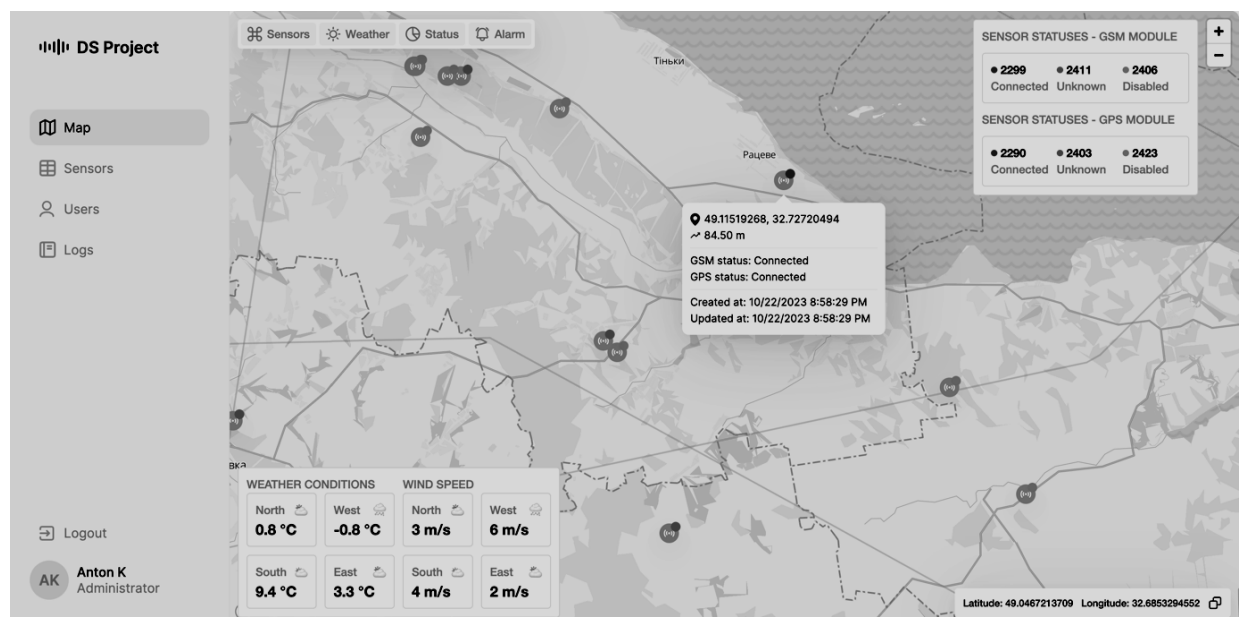 DS Project
Map
Sensors
Users
Logs
Logout
AK
Anton K
Administrator
Sensors Weather Status Alarm
Тіньки
Рацеве
вка
49.11519268, 32.72720494
84.50 m
GSM status: Connected
GPS status: Connected
Created at: 10/22/2023 8:58:29 PM
Updated at: 10/22/2023 8:58:29 PM
SENSOR STATUSES - GSM MODULE
2299 2411 2406
Connected Unknown Disabled
SENSOR STATUSES - GPS MODULE
2290 2403 2423
Connected Unknown Disabled
+
−
WEATHER CONDITIONS WIND SPEED
North West North West
0.8 °C -0.8 °C 3 m/s 6 m/s
South East South East
9.4 °C 3.3 °C 4 m/s 2 m/s
Latitude: 49.0467213709 Longitude: 32.6853294552